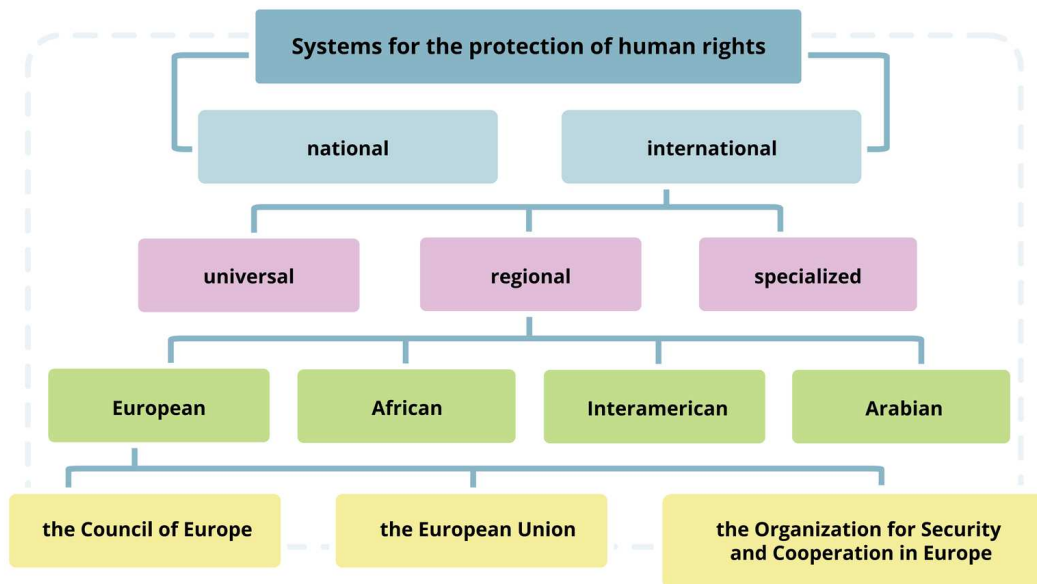 Systems for the protection of human rights
national
international
universal
regional
specialized
European
African
Interamerican
Arabian
the Council of Europe
the European Union
the Organization for Security
and Cooperation in Europe